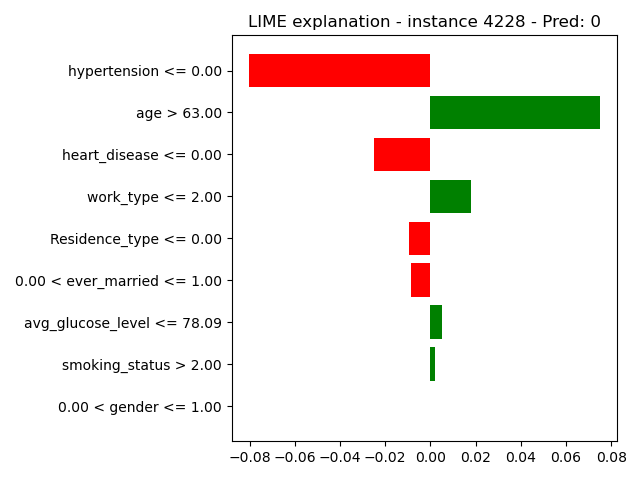 LIME explanation - instance 4228 - Pred: 0
hypertension <= 0.00
age > 63.00
heart_disease <= 0.00
work_type <= 2.00
Residence_type <= 0.00
0.00 < ever_married <= 1.00
avg_glucose_level <= 78.09
smoking_status > 2.00
0.00 < gender <= 1.00
−0.08 −0.06 −0.04 −0.02 0.00 0.02 0.04 0.06 0.08